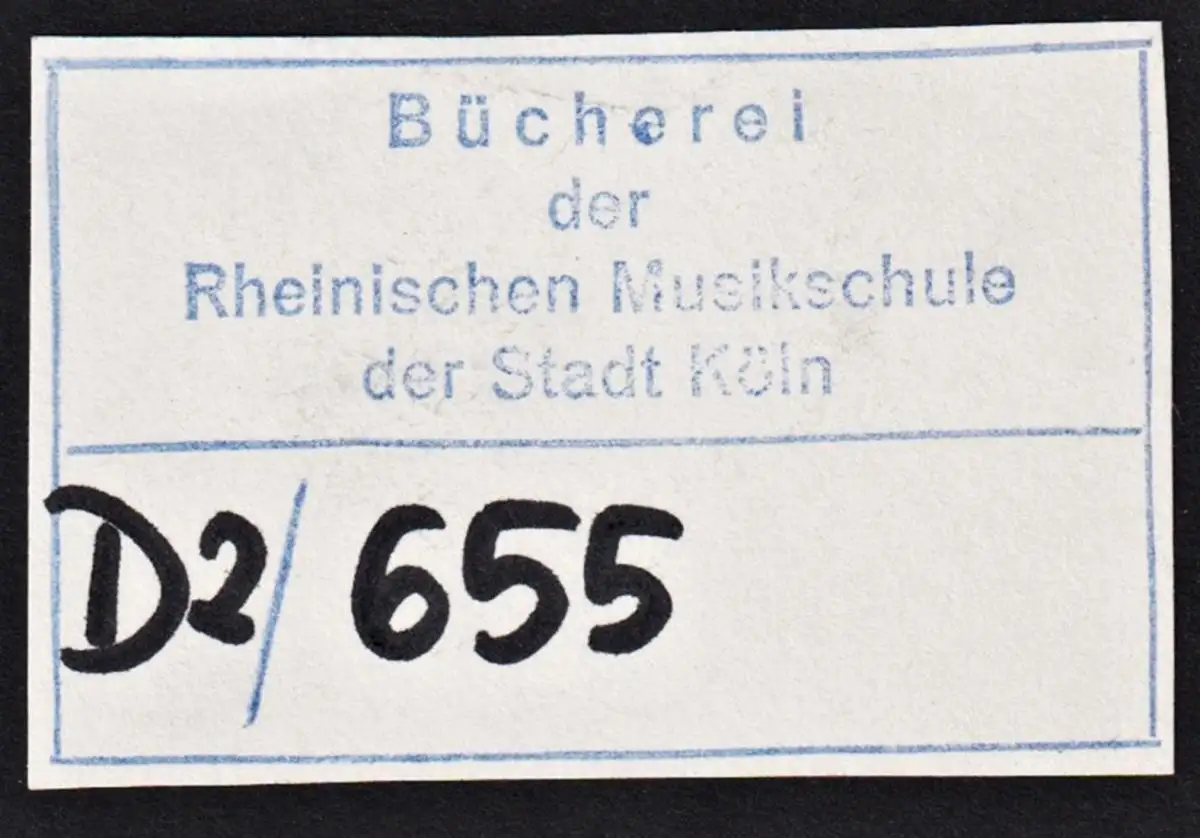 Bücherei
der
Rheinischen Musikschule
der Stadt Köln
D2/ 655